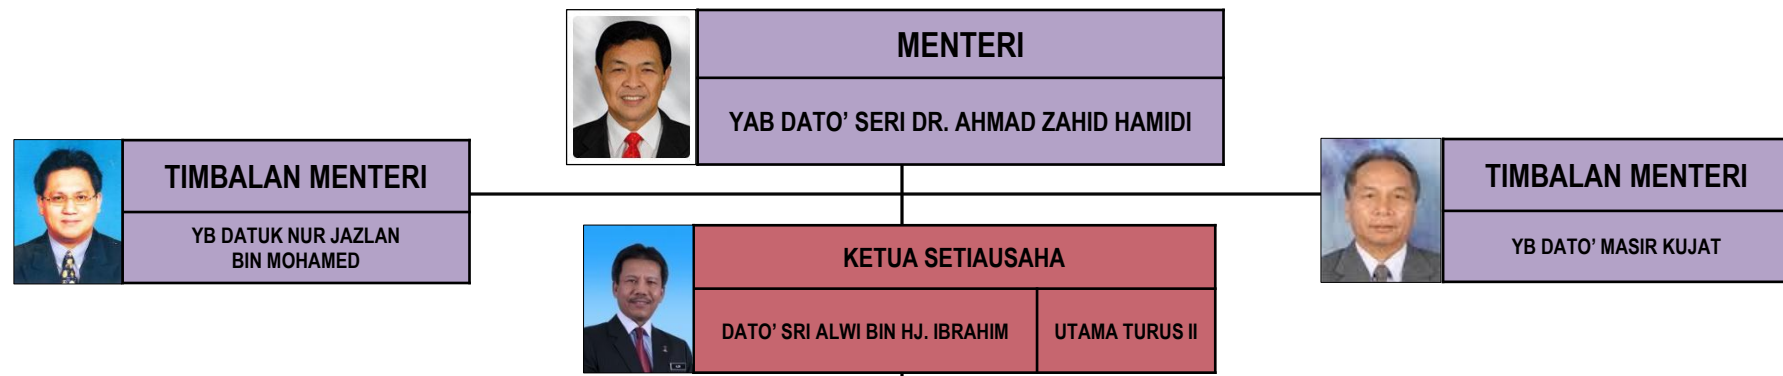 MENTERI
YAB DATO’ SERI DR. AHMAD ZAHID HAMIDI
TIMBALAN MENTERI
YB DATUK NUR JAZLAN
BIN MOHAMED
TIMBALAN MENTERI
YB DATO’ MASIR KUJAT
KETUA SETIAUSAHA
DATO’ SRI ALWI BIN HJ. IBRAHIM
UTAMA TURUS II